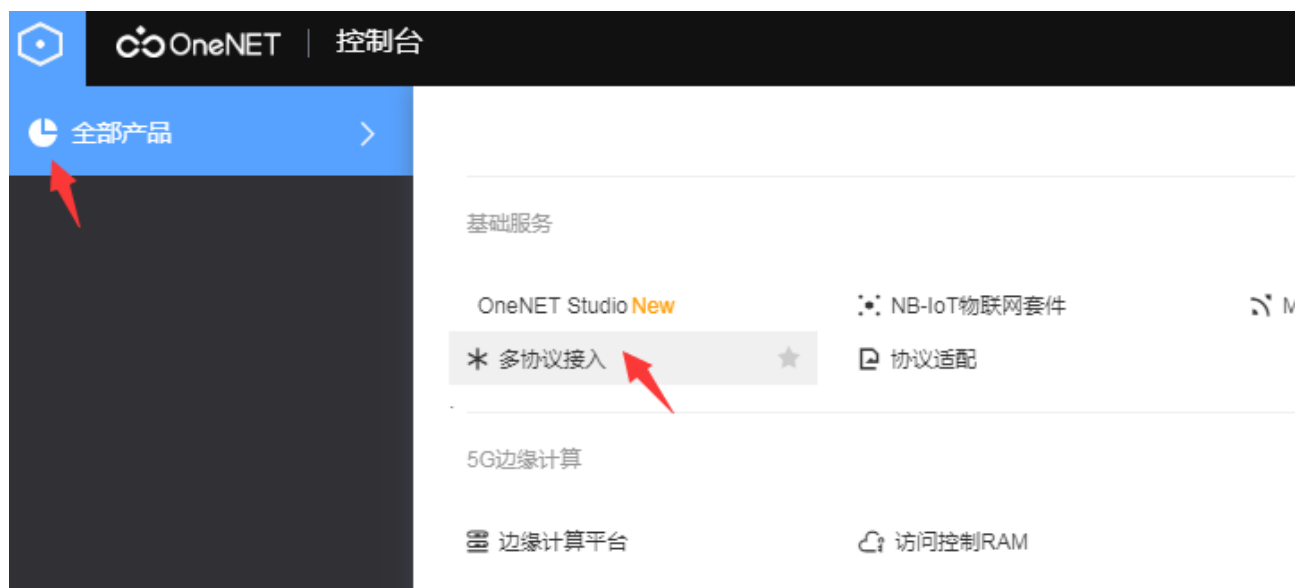 OneNET | 控制台
全部产品
基础服务
OneNET Studio New
NB-IoT物联网套件
M
多协议接入
协议适配
5G边缘计算
边缘计算平台
访问控制RAM